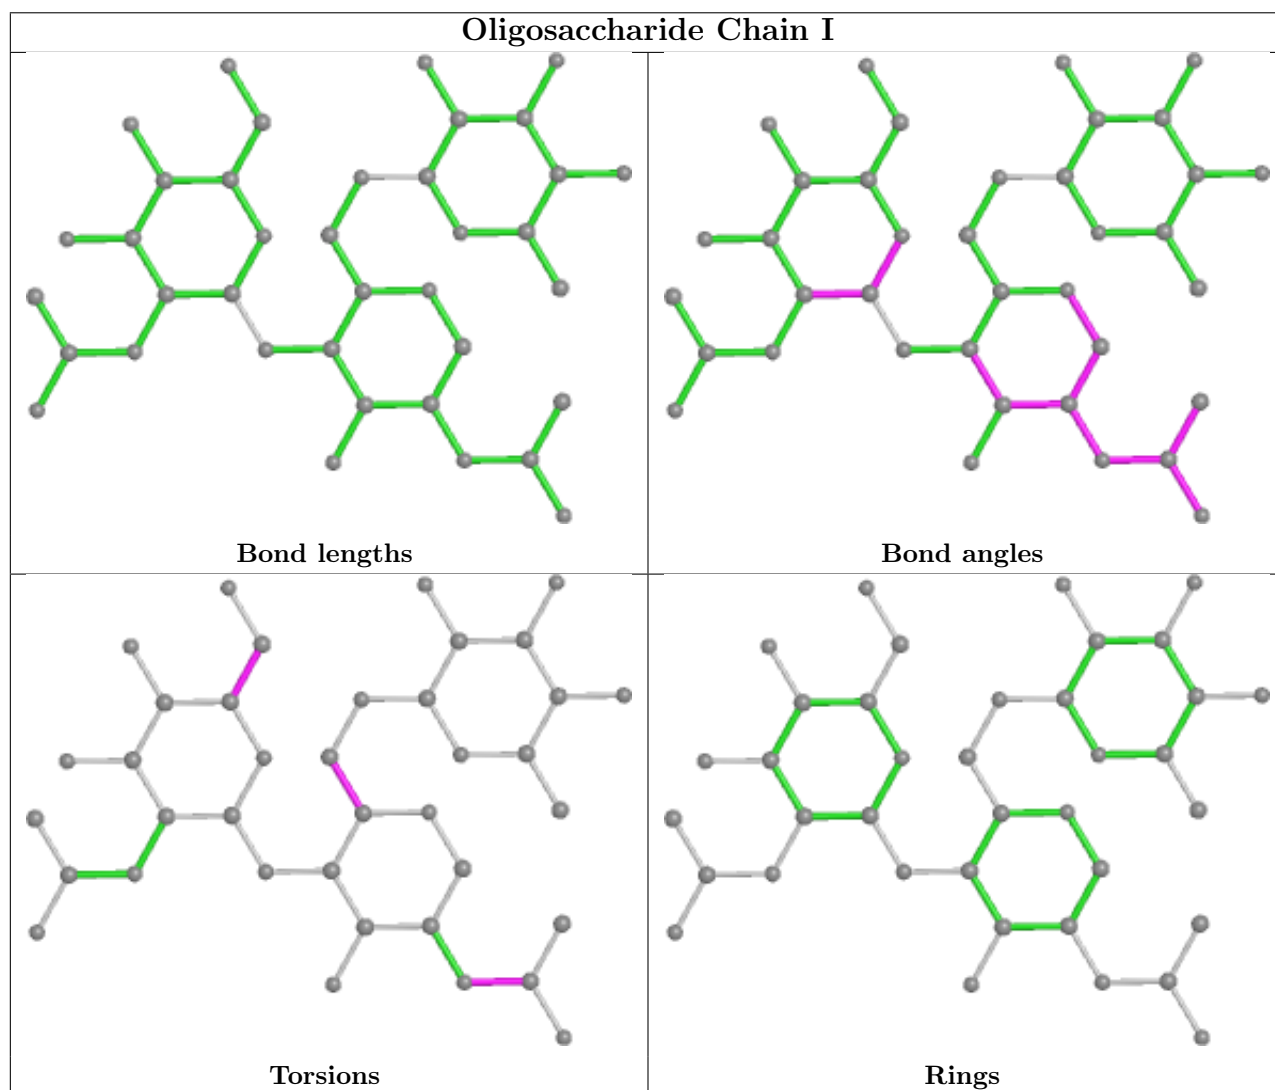 Oligosaccharide Chain I
Bond lengths
Bond angles
Torsions
Rings